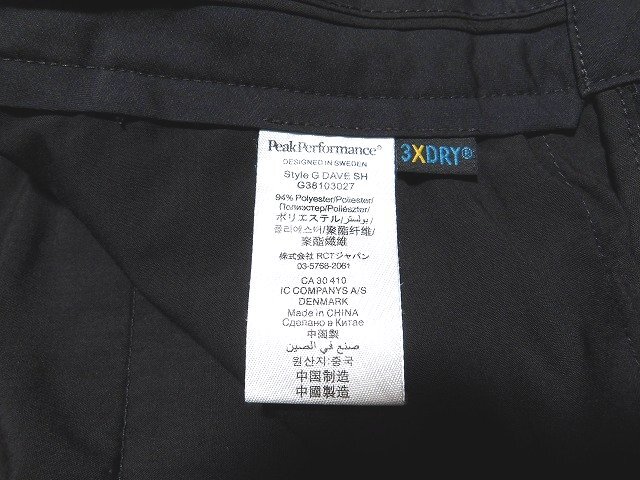 PeakPerformance®
DESIGNED IN SWEDEN
Style G DAVE SH
G38103027
94% Polyester/Poliester/
Полиэстер/Poliészter/
ポリエステル/بوليستر/
폴리에스터/聚酯纤维/
聚酯纖維
株式会社 RCTジャパン
03-5768-2061
CA 30 410
IC COMPANYS A/S
DENMARK
Made in CHINA
Сделано в Китае
中国製
صنع في الصين
원산지:중국
中国制造
中國製造
3XDRY®